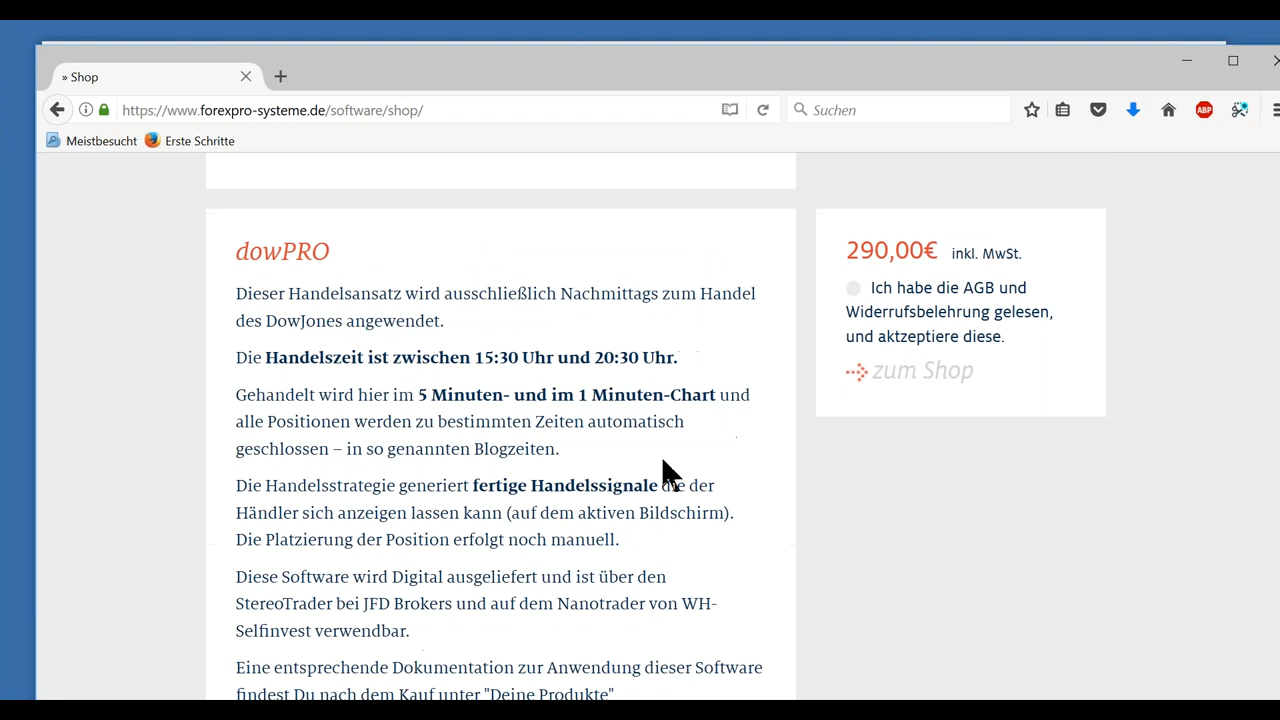 » Shop
https://www.forexpro-systeme.de/software/shop/
Suchen
ABP
Meistbesucht
Erste Schritte
dowPRO
Dieser Handelsansatz wird ausschließlich Nachmittags zum Handel
des DowJones angewendet.
Die Handelszeit ist zwischen 15:30 Uhr und 20:30 Uhr.
Gehandelt wird hier im 5 Minuten- und im 1 Minuten-Chart und
alle Positionen werden zu bestimmten Zeiten automatisch
geschlossen – in so genannten Blogzeiten.
Die Handelsstrategie generiert fertige Handelssignale die der
Händler sich anzeigen lassen kann (auf dem aktiven Bildschirm).
Die Platzierung der Position erfolgt noch manuell.
Diese Software wird Digital ausgeliefert und ist über den
StereoTrader bei JFD Brokers und auf dem Nanotrader von WH-
Selfinvest verwendbar.
Eine entsprechende Dokumentation zur Anwendung dieser Software
findest Du nach dem Kauf unter "Deine Produkte"
290,00€ inkl. MwSt.
Ich habe die AGB und
Widerrufsbelehrung gelesen,
und aktzeptiere diese.
zum Shop